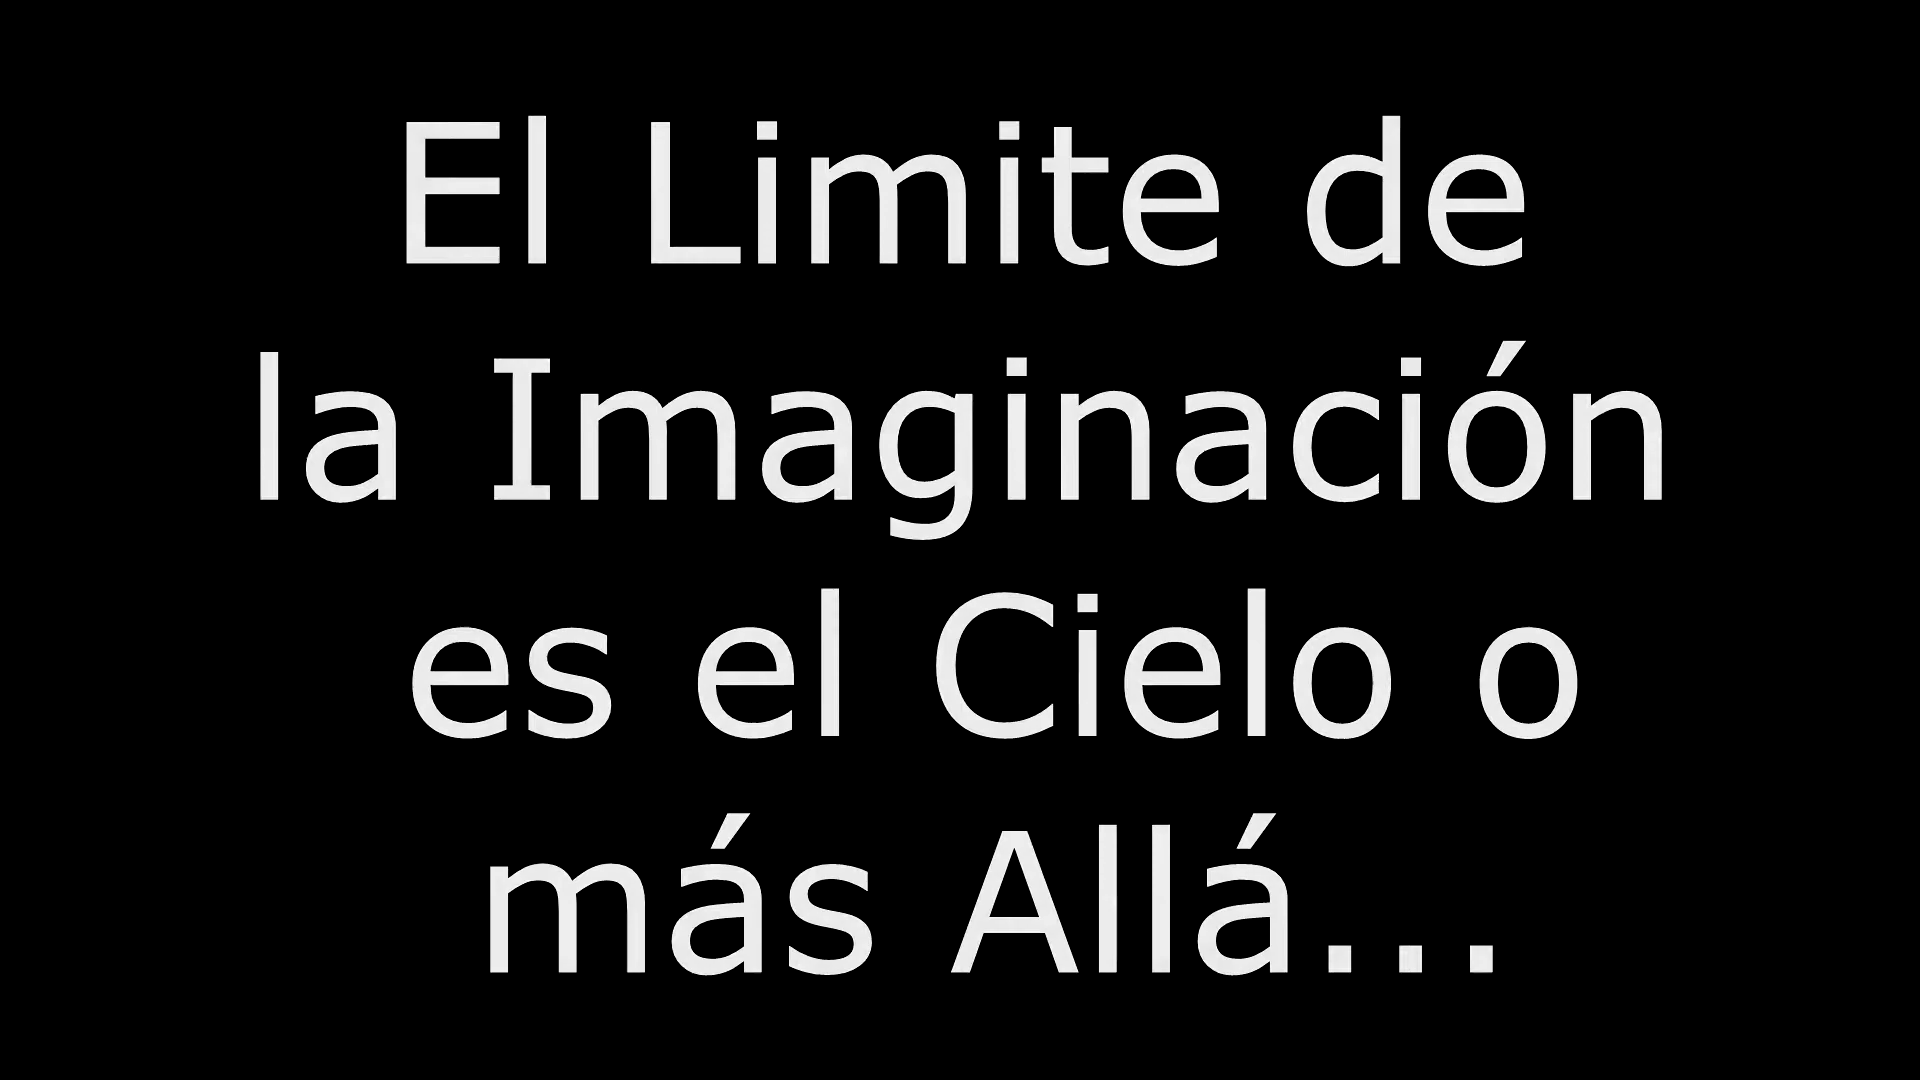 El Limite de
la Imaginación
es el Cielo o
más Allá...